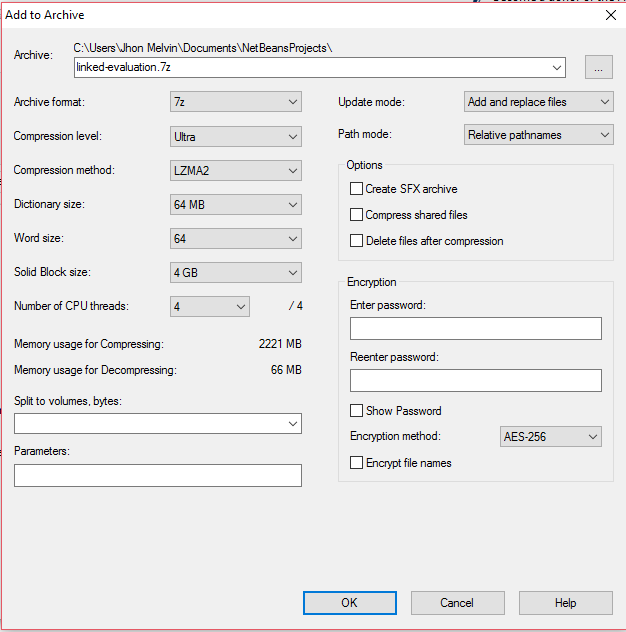 Add to Archive
Archive:
C:\Users\Jhon Melvin\Documents\NetBeansProjects\
linked-evaluation.7z
...
Archive format: 7z
Compression level: Ultra
Compression method: LZMA2
Dictionary size: 64 MB
Word size: 64
Solid Block size: 4 GB
Number of CPU threads: 4 / 4
Memory usage for Compressing: 2221 MB
Memory usage for Decompressing: 66 MB
Split to volumes, bytes:
Parameters:
Update mode: Add and replace files
Path mode: Relative pathnames
Options
Create SFX archive
Compress shared files
Delete files after compression
Encryption
Enter password:
Reenter password:
Show Password
Encryption method: AES-256
Encrypt file names
OK
Cancel
Help